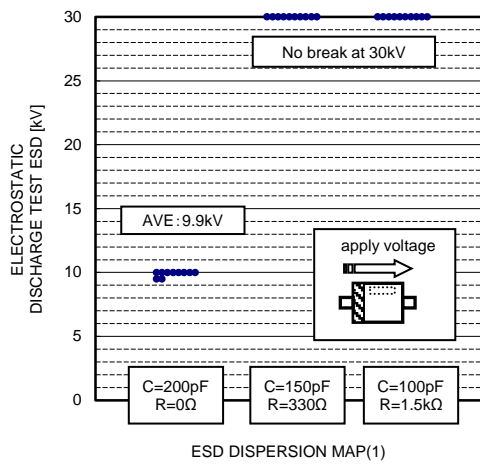 ELECTROSTATIC
DISCHARGE TEST ESD [kV]
30
25
20
15
10
5
0
No break at 30kV
AVE:9.9kV
apply voltage
C=200pF
R=0Ω
C=150pF
R=330Ω
C=100pF
R=1.5kΩ
ESD DISPERSION MAP(1)